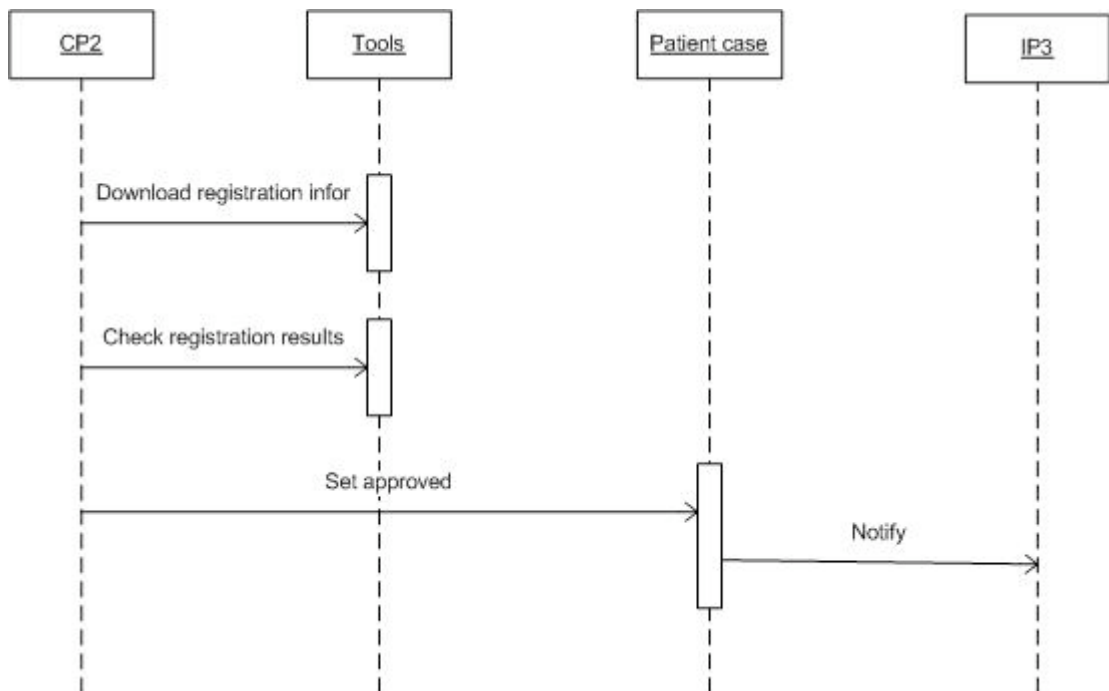 CP2
Tools
Patient case
IP3
Download registration infor
Check registration results
Set approved
Notify